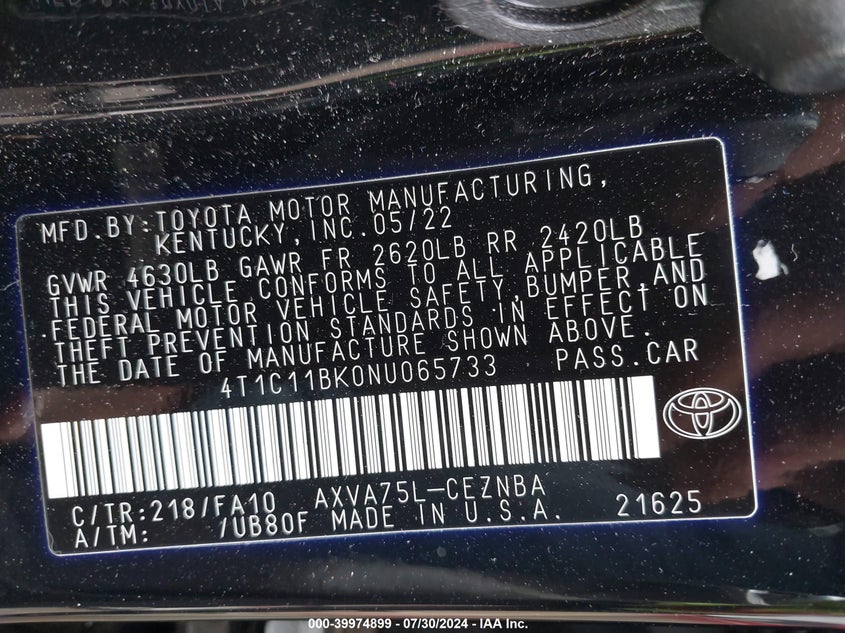 MFD.BY:TOYOTA MOTOR MANUFACTURING,
KENTUCKY,INC.05/22
GVWR 4630LB GAWR FR 2620LB RR 2420LB
THIS VEHICLE CONFORMS TO ALL APPLICABLE
FEDERAL MOTOR VEHICLE SAFETY,BUMPER,AND
THEFT PREVENTION STANDARDS IN EFFECT ON
THE DATE OF MANUFACTURE SHOWN ABOVE.
4T1C11BK0NU065733 PASS.CAR
C/TR:218/FA10 AXVA75L-CEZNBA
A/TM: /UB80F MADE IN U.S.A. 21625
000-39974899 - 07/30/2024 - IAA Inc.